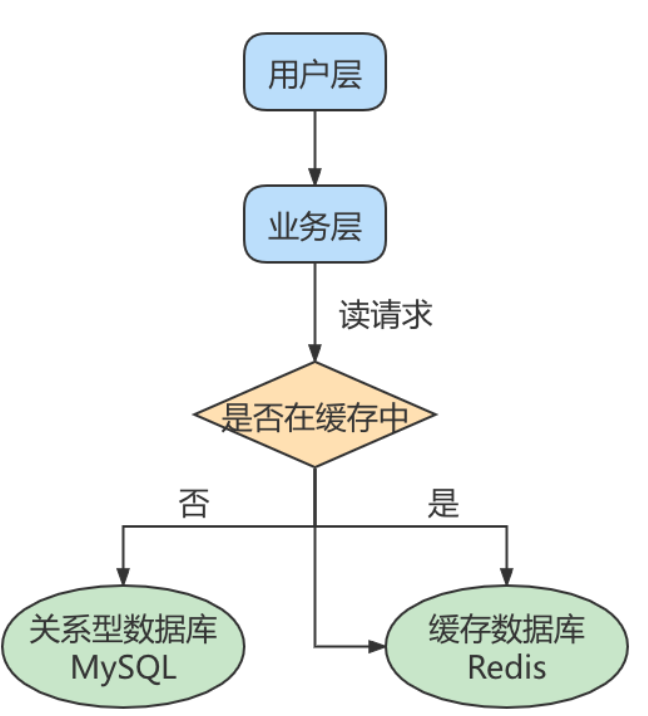 用户层
业务层
读请求
是否在缓存中
否
是
关系型数据库
MySQL
缓存数据库
Redis